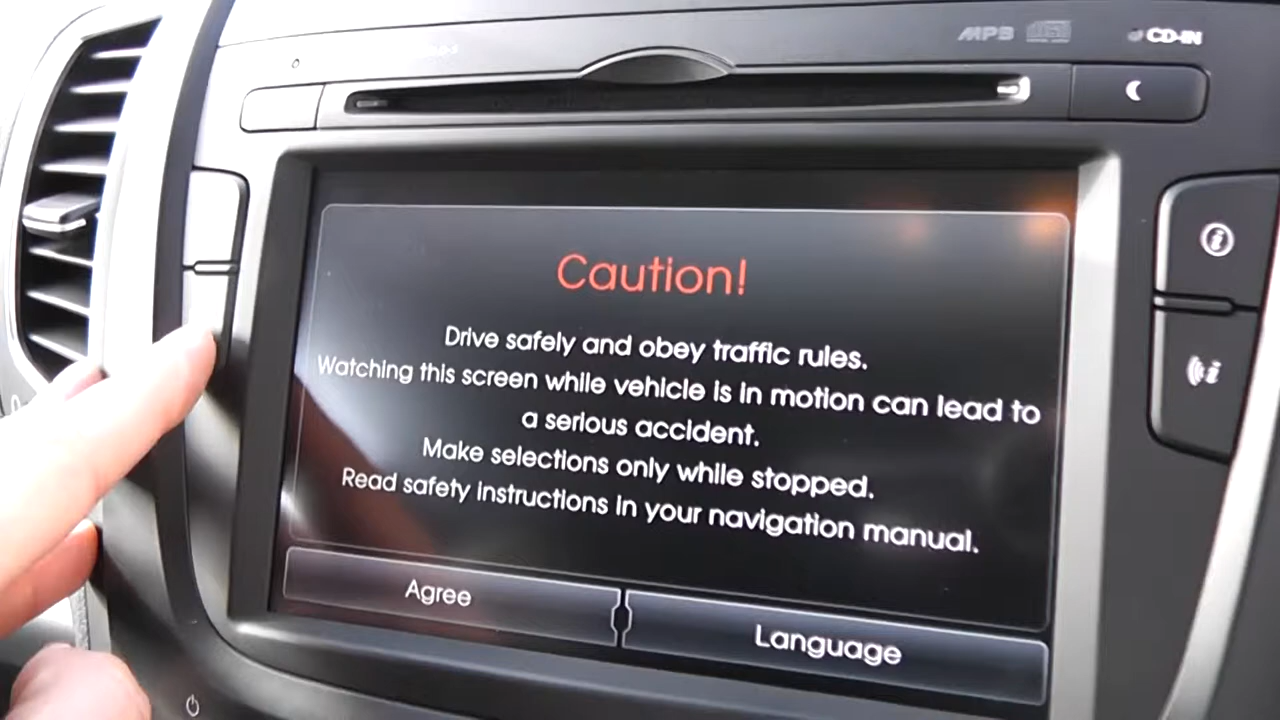 MP3
CD-IN
Caution!
Drive safely and obey traffic rules.
Watching this screen while vehicle is in motion can lead to
a serious accident.
Make selections only while stopped.
Read safety instructions in your navigation manual.
Agree
Language